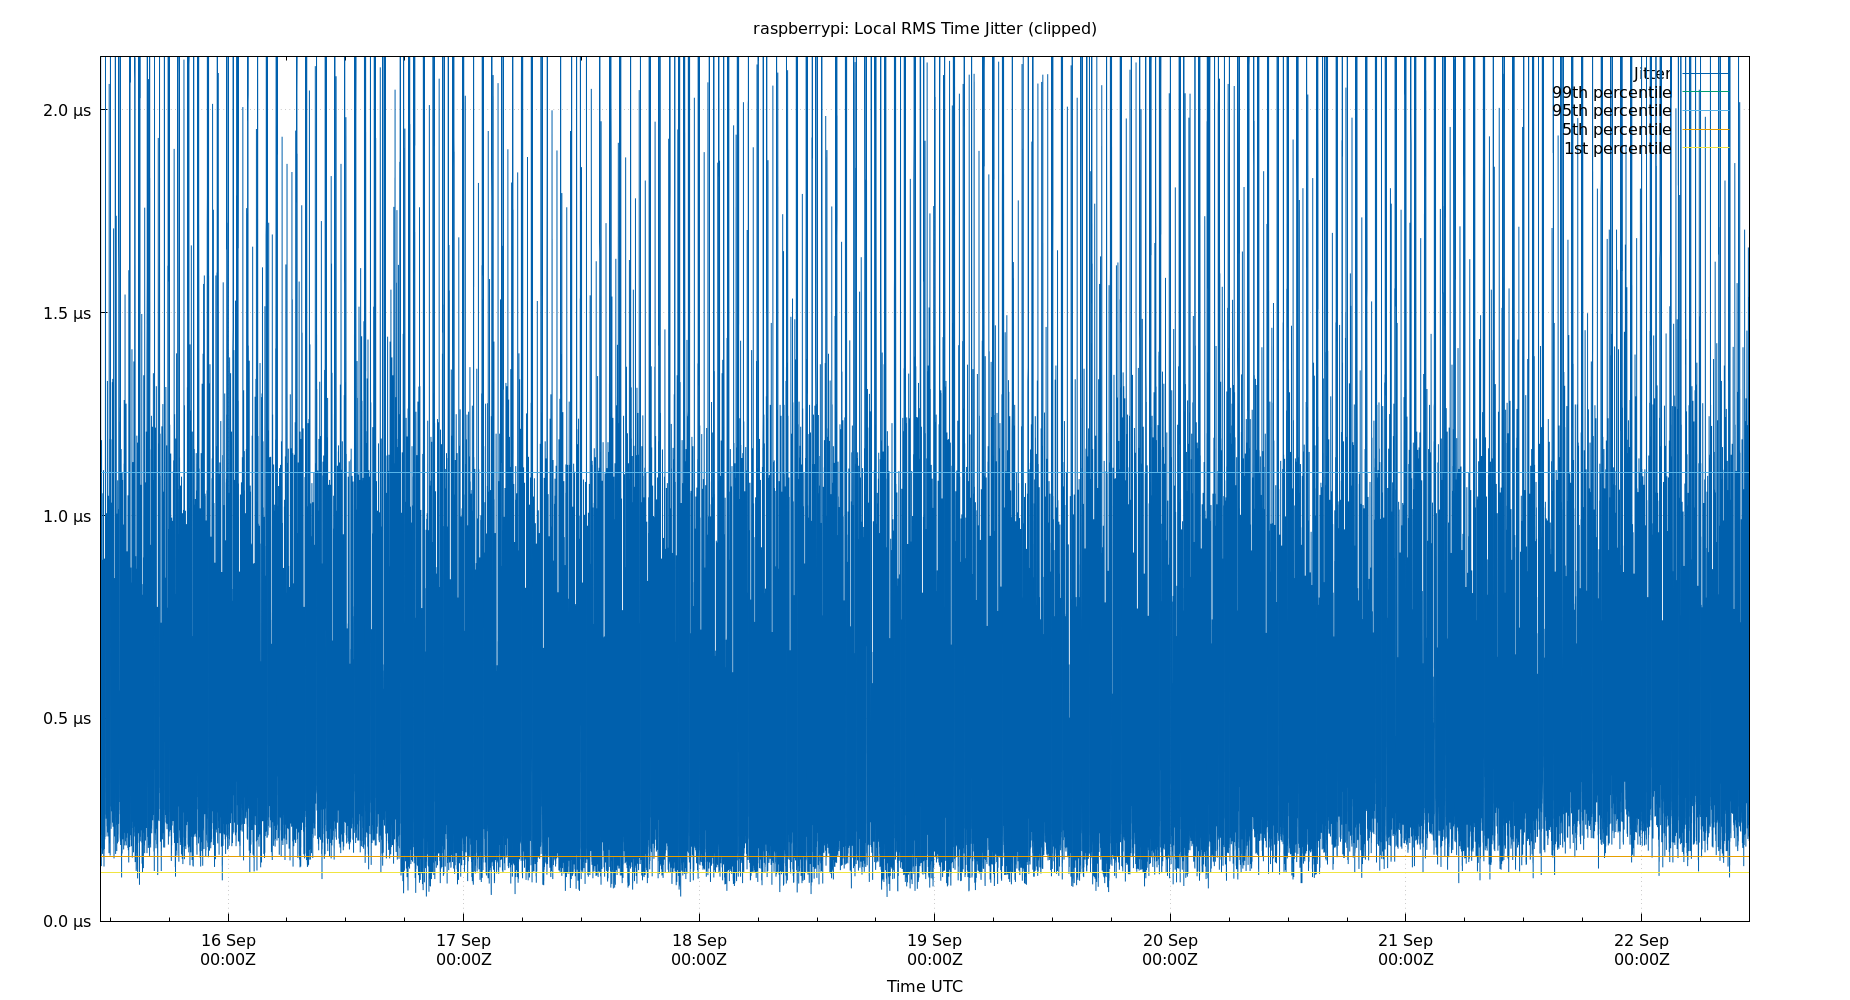 raspberrypi: Local RMS Time Jitter (clipped)
Jitter
99th percentile
95th percentile
5th percentile
1st percentile
2.0 µs
1.5 µs
1.0 µs
0.5 µs
0.0 µs
16 Sep 17 Sep 18 Sep 19 Sep 20 Sep 21 Sep 22 Sep
00:00Z 00:00Z 00:00Z 00:00Z 00:00Z 00:00Z 00:00Z
Time UTC